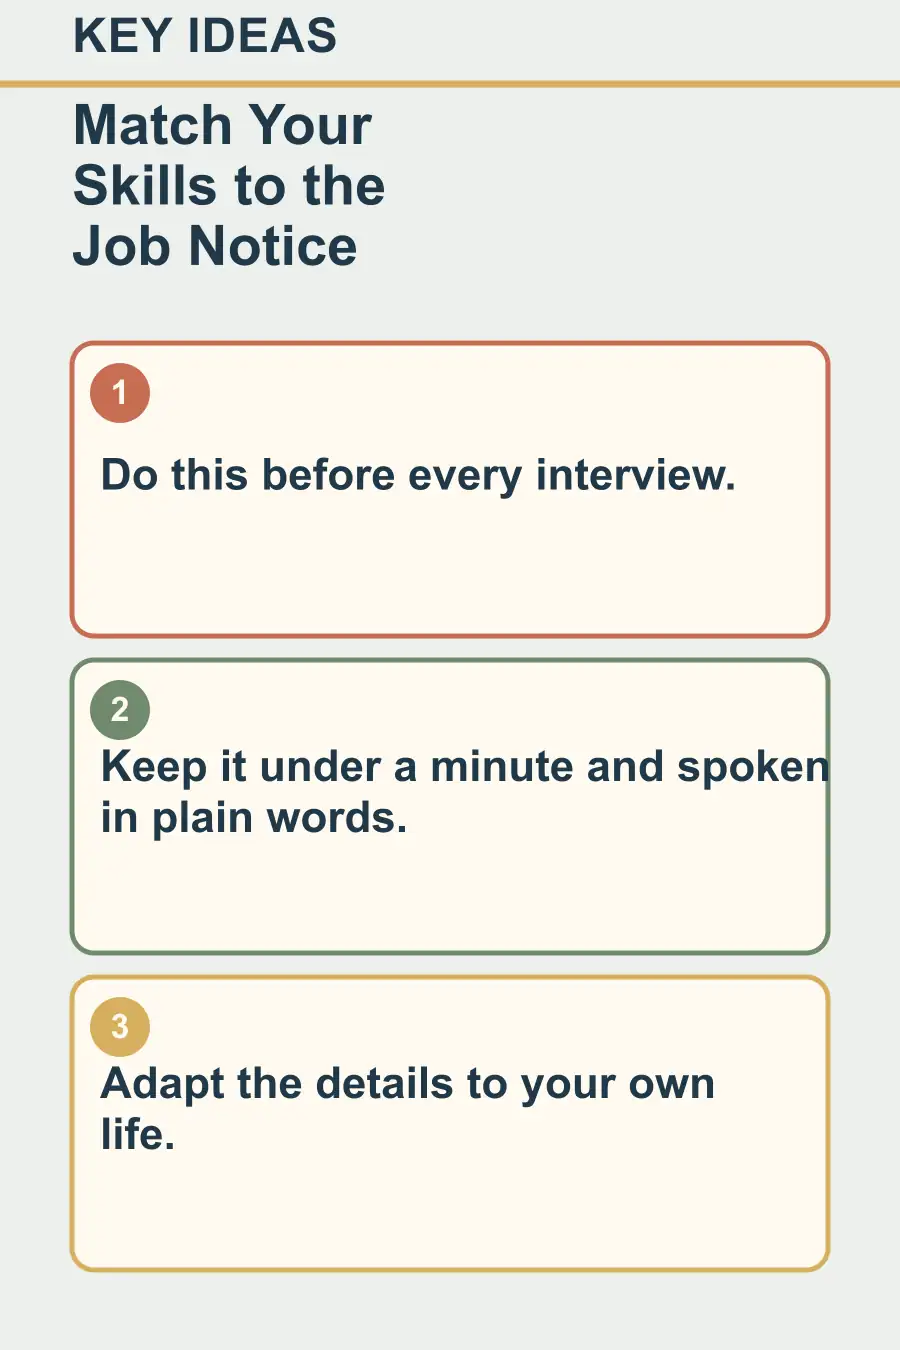 KEY IDEAS
Match Your
Skills to the
Job Notice
1
Do this before every interview.
2
Keep it under a minute and spoken
in plain words.
3
Adapt the details to your own
life.